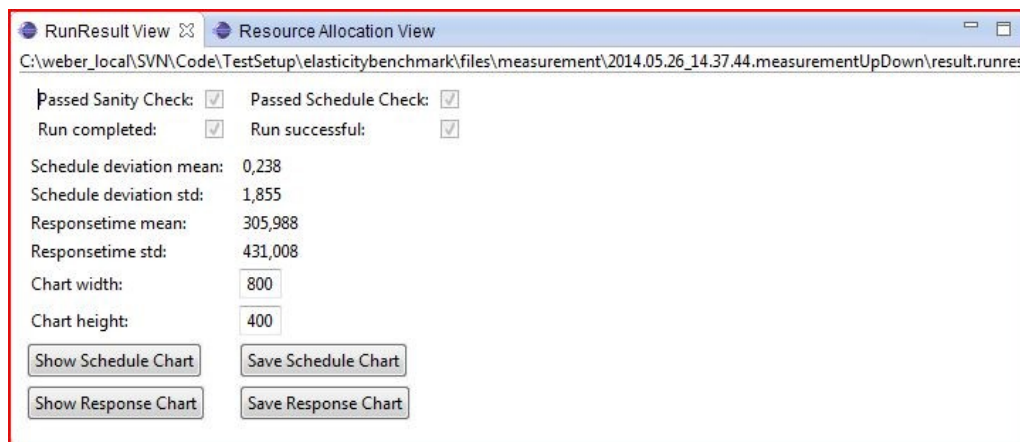 RunResult View Resource Allocation View
C:\weber_local\SVN\Code\TestSetup\elasticitybenchmark\files\measurement\2014.05.26_14.37.44.measurementUpDown\result.runres
Passed Sanity Check: Passed Schedule Check:
Run completed: Run successful:
Schedule deviation mean: 0,238
Schedule deviation std: 1,855
Responsetime mean: 305,988
Responsetime std: 431,008
Chart width: 800
Chart height: 400
Show Schedule Chart Save Schedule Chart
Show Response Chart Save Response Chart